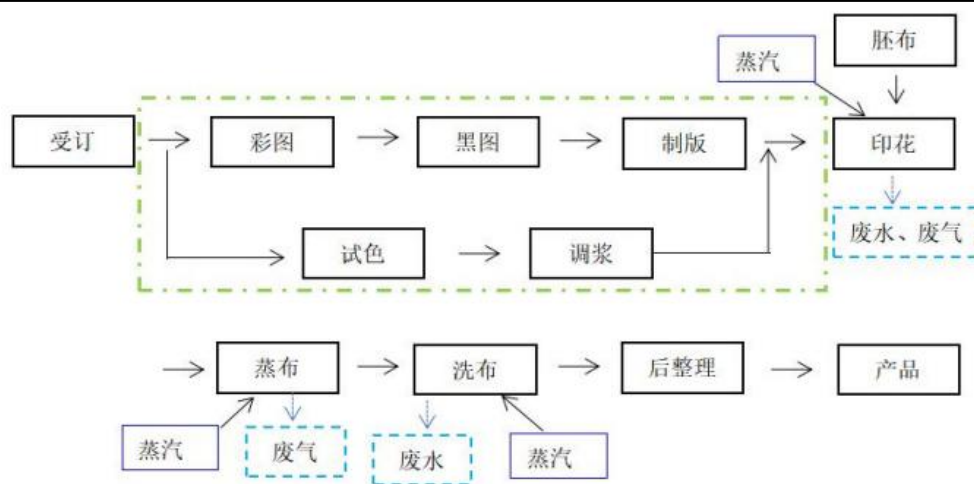 胚布
蒸汽
受订
彩图
黑图
制版
印花
试色
调浆
废水、废气
蒸布
洗布
后整理
产品
蒸汽
废气
废水
蒸汽